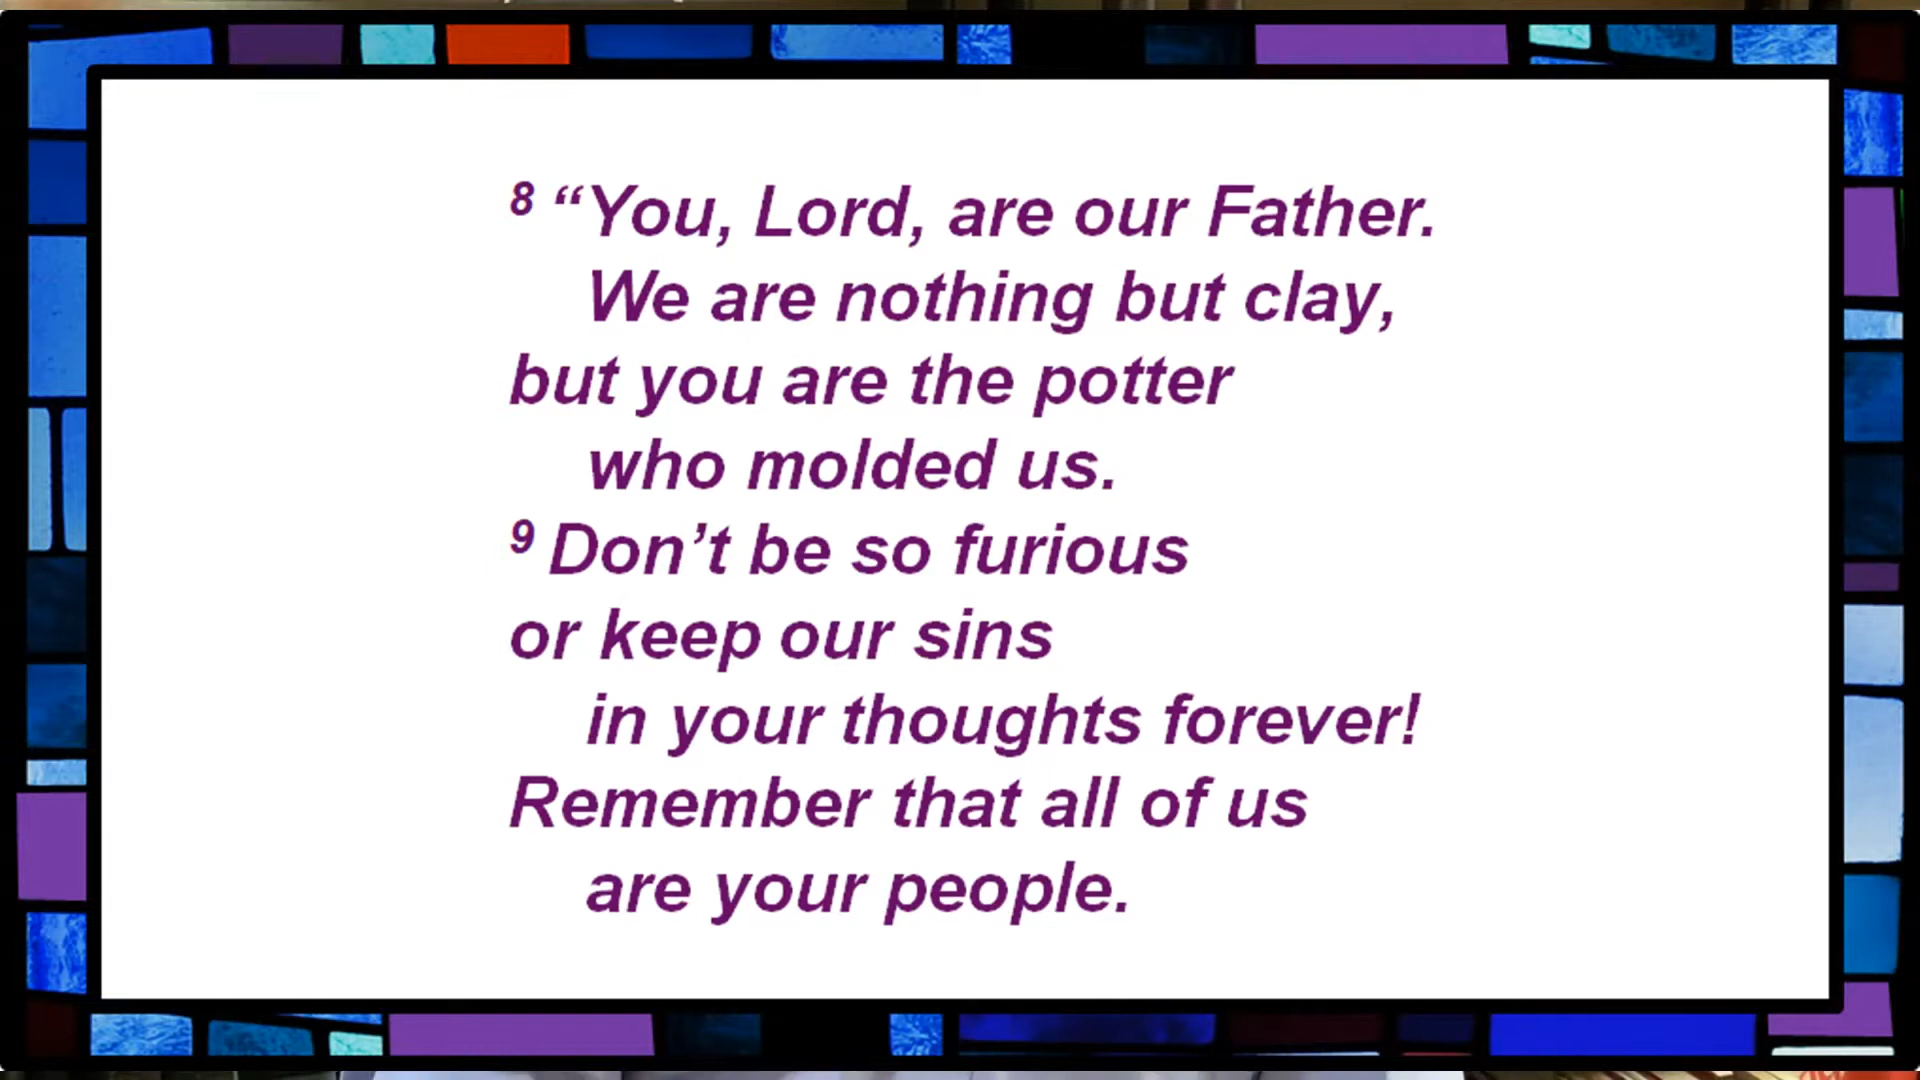 8 “You, Lord, are our Father.
We are nothing but clay,
but you are the potter
who molded us.
9 Don’t be so furious
or keep our sins
in your thoughts forever!
Remember that all of us
are your people.